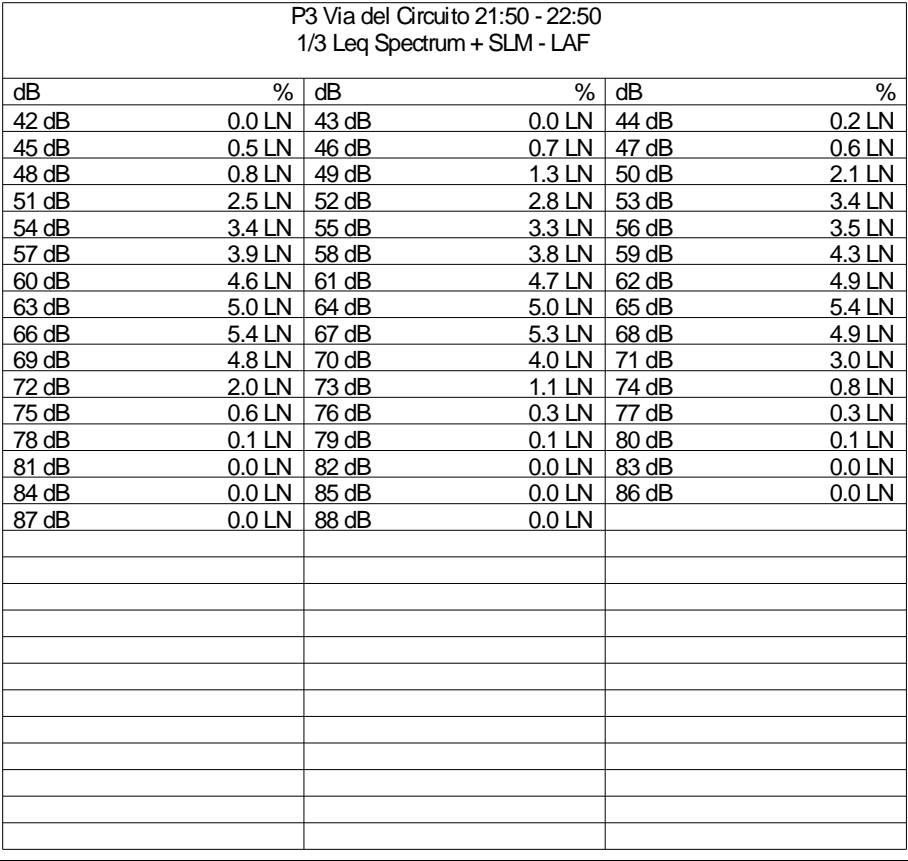 P3 Via del Circuito 21:50 - 22:50
1/3 Leq Spectrum + SLM - LAF
dB % dB % dB %
42 dB 0.0 LN 43 dB 0.0 LN 44 dB 0.2 LN
45 dB 0.5 LN 46 dB 0.7 LN 47 dB 0.6 LN
48 dB 0.8 LN 49 dB 1.3 LN 50 dB 2.1 LN
51 dB 2.5 LN 52 dB 2.8 LN 53 dB 3.4 LN
54 dB 3.4 LN 55 dB 3.3 LN 56 dB 3.5 LN
57 dB 3.9 LN 58 dB 3.8 LN 59 dB 4.3 LN
60 dB 4.6 LN 61 dB 4.7 LN 62 dB 4.9 LN
63 dB 5.0 LN 64 dB 5.0 LN 65 dB 5.4 LN
66 dB 5.4 LN 67 dB 5.3 LN 68 dB 4.9 LN
69 dB 4.8 LN 70 dB 4.0 LN 71 dB 3.0 LN
72 dB 2.0 LN 73 dB 1.1 LN 74 dB 0.8 LN
75 dB 0.6 LN 76 dB 0.3 LN 77 dB 0.3 LN
78 dB 0.1 LN 79 dB 0.1 LN 80 dB 0.1 LN
81 dB 0.0 LN 82 dB 0.0 LN 83 dB 0.0 LN
84 dB 0.0 LN 85 dB 0.0 LN 86 dB 0.0 LN
87 dB 0.0 LN 88 dB 0.0 LN